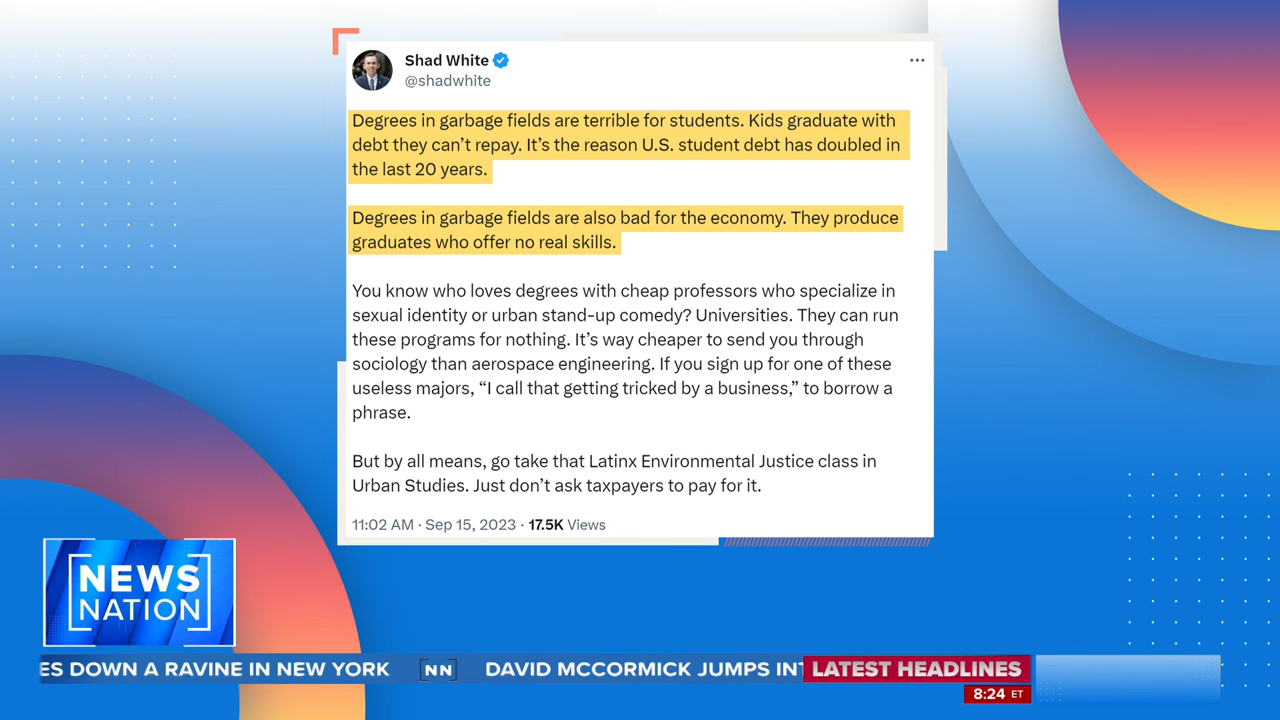 Shad White
@shadwhite
Degrees in garbage fields are terrible for students. Kids graduate with
debt they can’t repay. It’s the reason U.S. student debt has doubled in
the last 20 years.
Degrees in garbage fields are also bad for the economy. They produce
graduates who offer no real skills.
You know who loves degrees with cheap professors who specialize in
sexual identity or urban stand-up comedy? Universities. They can run
these programs for nothing. It’s way cheaper to send you through
sociology than aerospace engineering. If you sign up for one of these
useless majors, “I call that getting tricked by a business,” to borrow a
phrase.
But by all means, go take that Latinx Environmental Justice class in
Urban Studies. Just don’t ask taxpayers to pay for it.
11:02 AM · Sep 15, 2023 · 17.5K Views
NEWS
NATION
ES DOWN A RAVINE IN NEW YORK NN DAVID MCCORMICK JUMPS INT LATEST HEADLINES
8:24 ET